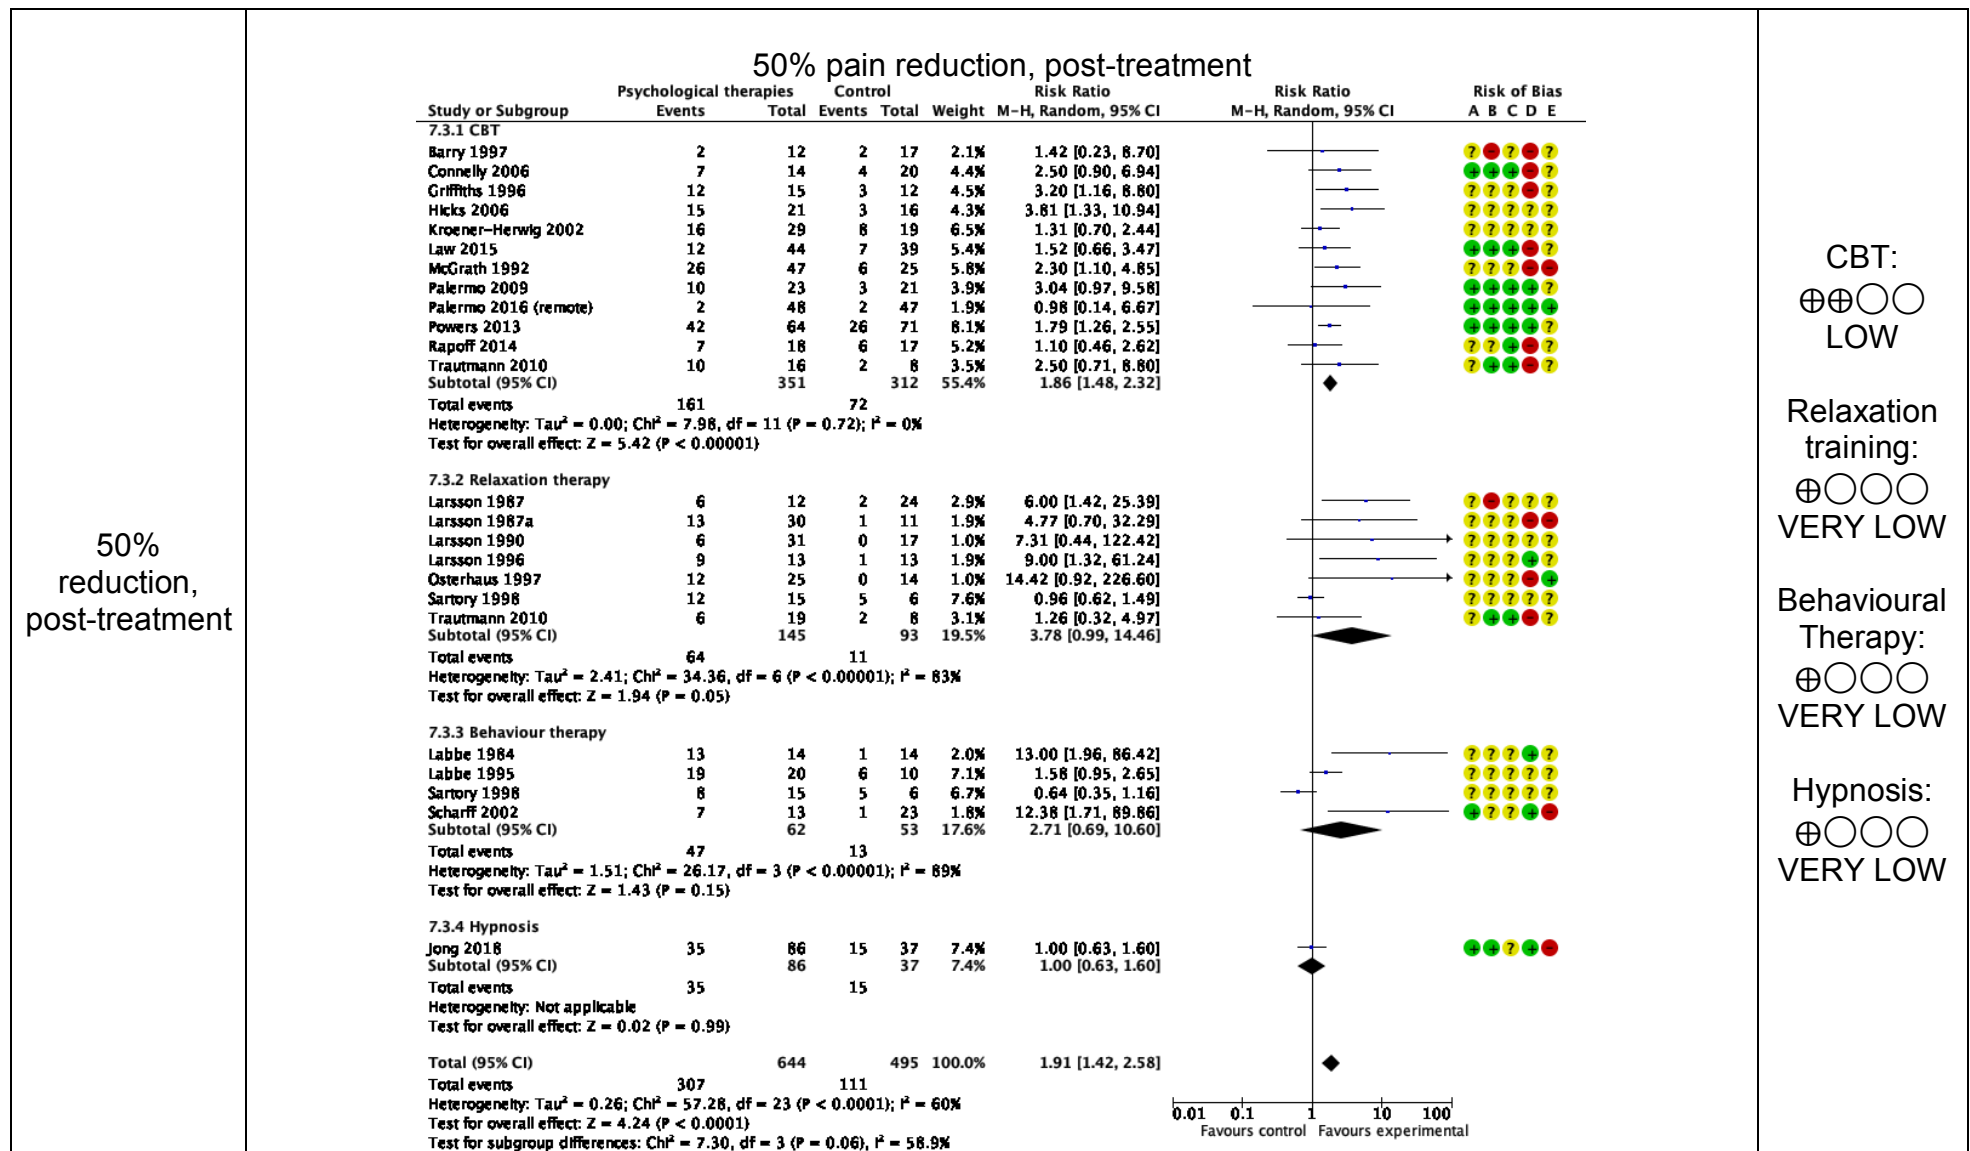 50% reduction, post-treatment
50% pain reduction, post-treatment
Psychological therapies Control Risk Ratio Risk Ratio Risk of Bias
Study or Subgroup Events Total Events Total Weight M-H, Random, 95% CI M-H, Random, 95% CI A B C D E
7.3.1 CBT
Barry 1997 2 12 2 17 2.1% 1.42 [0.23, 8.70] ? - ? - ?
Connelly 2006 7 14 4 20 4.4% 2.50 [0.90, 6.94] + + + - ?
Griffiths 1996 12 15 3 12 4.5% 3.20 [1.16, 8.80] ? ? ? - ?
Hicks 2006 15 21 3 16 4.3% 3.81 [1.33, 10.94] ? ? ? ? ?
Kroener-Herwig 2002 16 29 8 19 6.5% 1.31 [0.70, 2.44] ? ? ? ? ?
Law 2015 12 44 7 39 5.4% 1.52 [0.66, 3.47] + + + - ?
McGrath 1992 26 47 6 25 5.8% 2.30 [1.10, 4.85] ? ? ? - -
Palermo 2009 10 23 3 21 3.9% 3.04 [0.97, 9.58] + + + + ?
Palermo 2016 (remote) 2 48 2 47 1.9% 0.98 [0.14, 6.67] + + + + +
Powers 2013 42 64 26 71 8.1% 1.79 [1.26, 2.55] + + + + ?
Rapoff 2014 7 18 6 17 5.2% 1.10 [0.46, 2.62] ? ? + - ?
Trautmann 2010 10 16 2 8 3.5% 2.50 [0.71, 8.80] ? + + - ?
Subtotal (95% CI) 351 312 55.4% 1.86 [1.48, 2.32]
Total events 161 72
Heterogeneity: Tau² = 0.00; Chi² = 7.98, df = 11 (P = 0.72); I² = 0%
Test for overall effect: Z = 5.42 (P < 0.00001)
7.3.2 Relaxation therapy
Larsson 1987 6 12 2 24 2.9% 6.00 [1.42, 25.39] ? - ? ? ?
Larsson 1987a 13 30 1 11 1.9% 4.77 [0.70, 32.29] ? ? ? - -
Larsson 1990 6 31 0 17 1.0% 7.31 [0.44, 122.42] ? ? ? ? ?
Larsson 1996 9 13 1 13 1.9% 9.00 [1.32, 61.24] ? ? ? + ?
Osterhaus 1997 12 25 0 14 1.0% 14.42 [0.92, 226.60] ? ? ? - +
Sartory 1998 12 15 5 6 7.6% 0.96 [0.62, 1.49] ? ? ? ? ?
Trautmann 2010 6 19 2 8 3.1% 1.26 [0.32, 4.97] ? + + - ?
Subtotal (95% CI) 145 93 19.5% 3.78 [0.99, 14.46]
Total events 64 11
Heterogeneity: Tau² = 2.41; Chi² = 34.36, df = 6 (P < 0.00001); I² = 83%
Test for overall effect: Z = 1.94 (P = 0.05)
7.3.3 Behaviour therapy
Labbe 1984 13 14 1 14 2.0% 13.00 [1.96, 86.42] ? ? ? + ?
Labbe 1995 19 20 6 10 7.1% 1.58 [0.95, 2.65] ? ? ? ? ?
Sartory 1998 8 15 5 6 6.7% 0.64 [0.35, 1.16] ? ? ? ? ?
Scharff 2002 7 13 1 23 1.8% 12.38 [1.71, 89.86] + ? ? + -
Subtotal (95% CI) 62 53 17.6% 2.71 [0.69, 10.60]
Total events 47 13
Heterogeneity: Tau² = 1.51; Chi² = 26.17, df = 3 (P < 0.00001); I² = 89%
Test for overall effect: Z = 1.43 (P = 0.15)
7.3.4 Hypnosis
Jong 2018 35 86 15 37 7.4% 1.00 [0.63, 1.60] + + ? + -
Subtotal (95% CI) 86 37 7.4% 1.00 [0.63, 1.60]
Total events 35 15
Heterogeneity: Not applicable
Test for overall effect: Z = 0.02 (P = 0.99)
Total (95% CI) 644 495 100.0% 1.91 [1.42, 2.58]
Total events 307 111
Heterogeneity: Tau² = 0.26; Chi² = 57.28, df = 23 (P < 0.0001); I² = 60%
Test for overall effect: Z = 4.24 (P < 0.0001)
Test for subgroup differences: Chi² = 7.30, df = 3 (P = 0.06), I² = 58.9%
0.01 0.1 1 10 100
Favours control Favours experimental
CBT:
⊕⊕◯◯
LOW
Relaxation
training:
⊕◯◯◯
VERY LOW
Behavioural
Therapy:
⊕◯◯◯
VERY LOW
Hypnosis:
⊕◯◯◯
VERY LOW